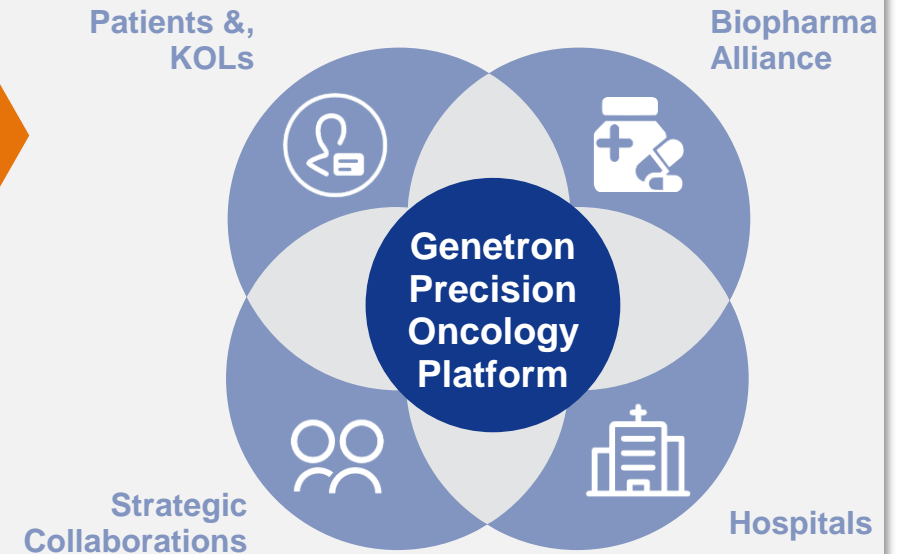 Patients &,
KOLs
Biopharma
Alliance
Genetron
Precision
Oncology
Platform
Strategic
Collaborations
Hospitals